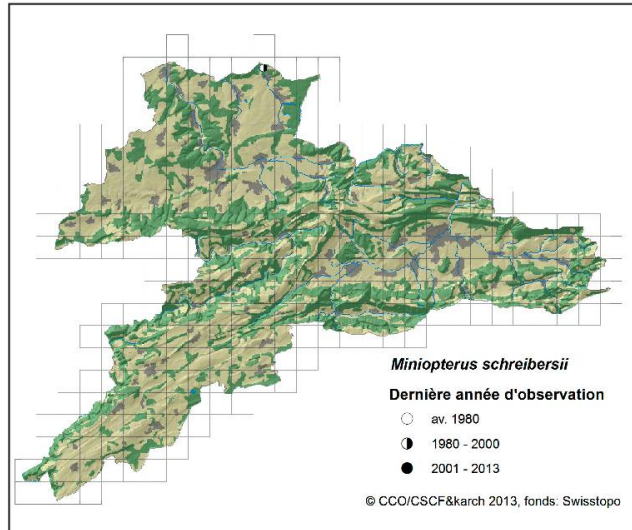 Miniopterus schreibersii
Dernière année d'observation
av. 1980
1980 - 2000
2001 - 2013
© CCO/CSCF&karch 2013, fonds: Swisstopo